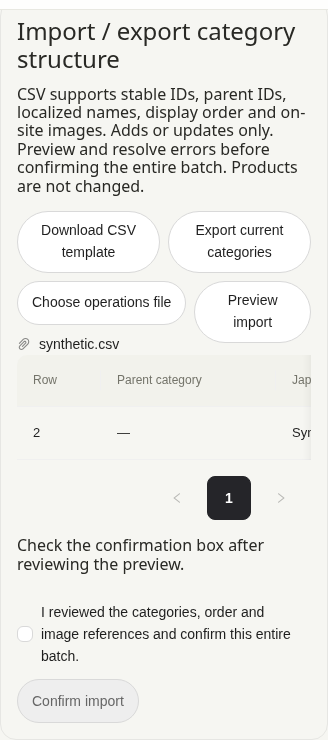 Import / export category
structure
CSV supports stable IDs, parent IDs,
localized names, display order and on-
site images. Adds or updates only.
Preview and resolve errors before
confirming the entire batch. Products
are not changed.
Download CSV
template
Export current
categories
Choose operations file
Preview
import
synthetic.csv
Row Parent category Jap
2 — Syn
1
Check the confirmation box after
reviewing the preview.
I reviewed the categories, order and
image references and confirm this entire
batch.
Confirm import